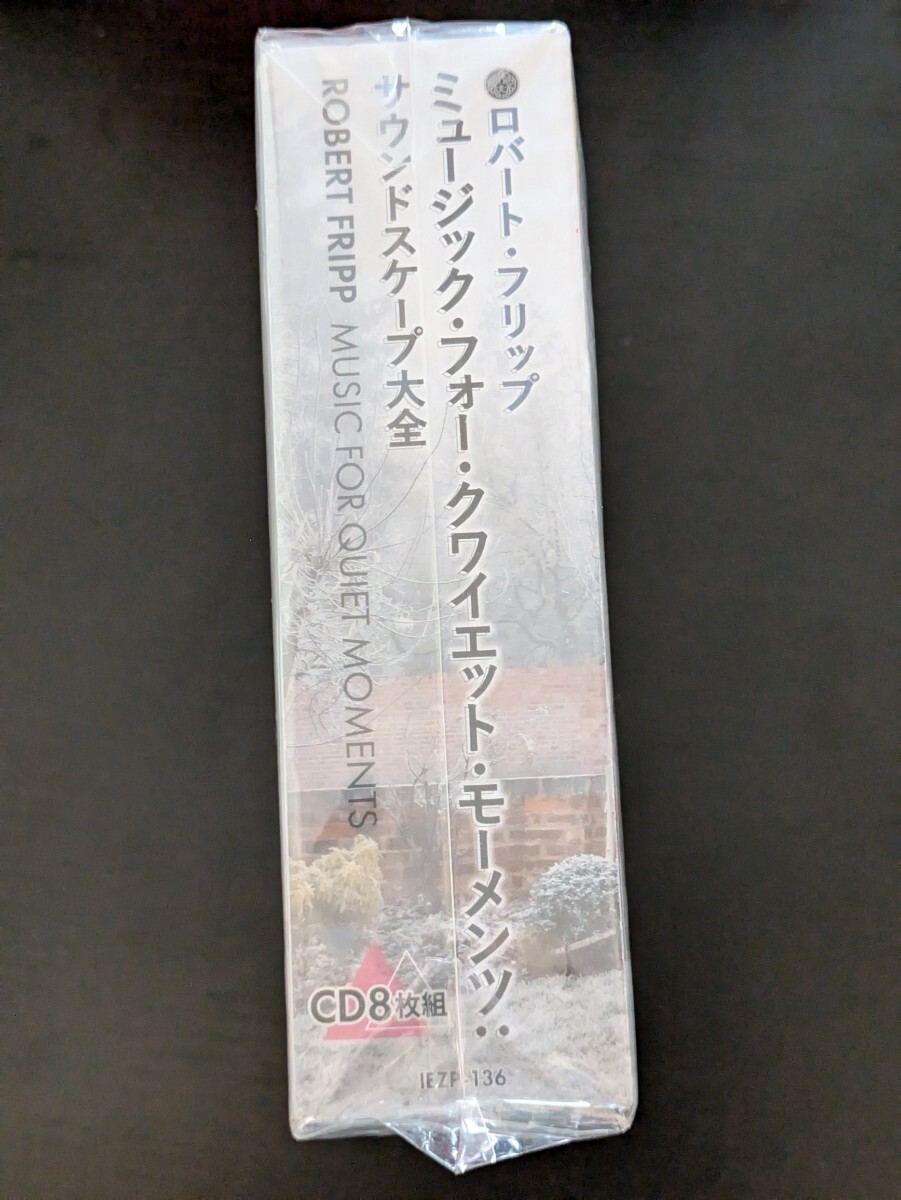 ロバート・フリップ
ミュージック・フォー・クワイエット・モーメンツ:
サウンドスケープ大全
ROBERT FRIPP MUSIC FOR QUIET MOMENTS
CD8枚組
IEZP-136